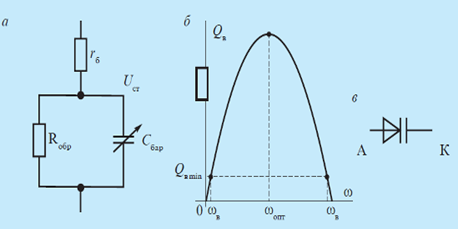 а
б
в
r б
U ст
R обр
C бар
Q в
Q в min
0
ω в
ω опт
ω в
ω
А
К